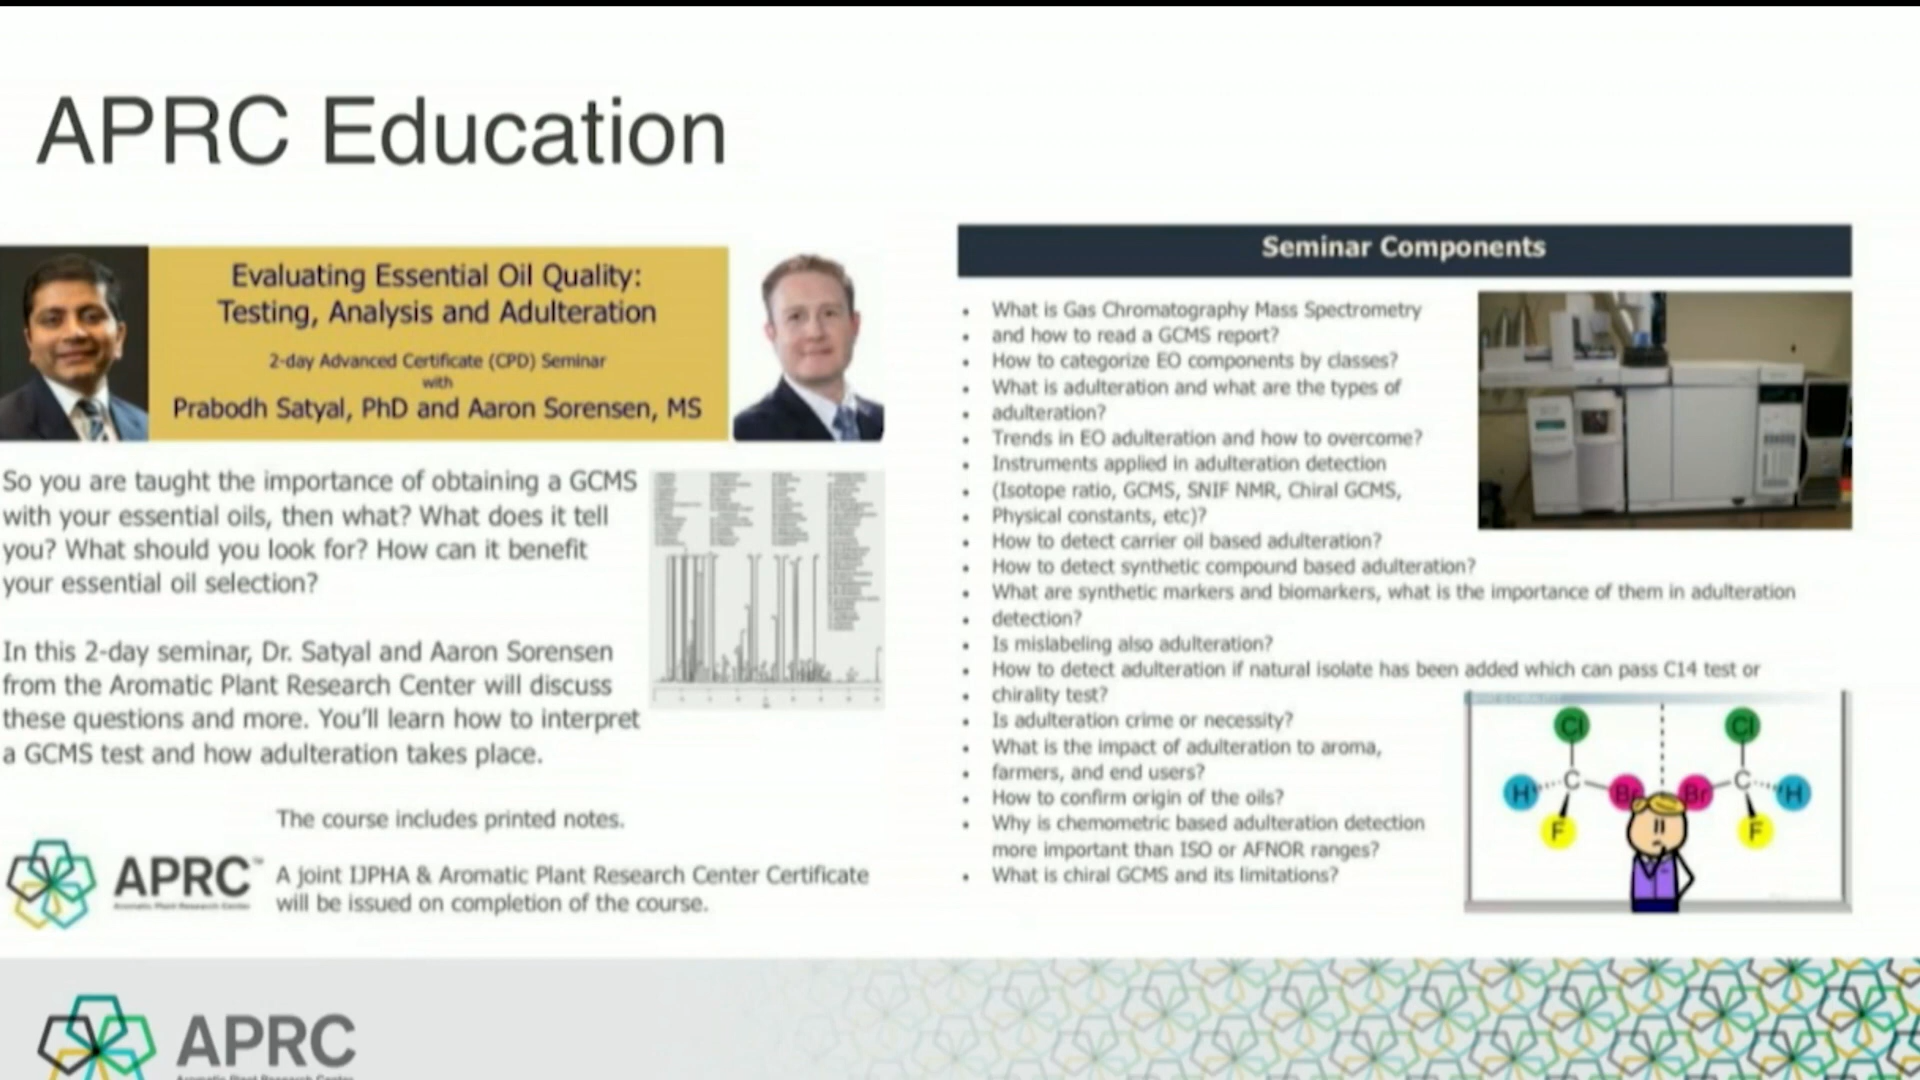 APRC Education
Evaluating Essential Oil Quality:
Testing, Analysis and Adulteration
2-day Advanced Certificate (CPD) Seminar
with
Prabodh Satyal, PhD and Aaron Sorensen, MS
So you are taught the importance of obtaining a GCMS
with your essential oils, then what? What does it tell
you? What should you look for? How can it benefit
your essential oil selection?
In this 2-day seminar, Dr. Satyal and Aaron Sorensen
from the Aromatic Plant Research Center will discuss
these questions and more. You'll learn how to interpret
a GCMS test and how adulteration takes place.
The course includes printed notes.
APRC™
Aromatic Plant Research Center
A joint IJPHA & Aromatic Plant Research Center Certificate
will be issued on completion of the course.
Seminar Components
• What is Gas Chromatography Mass Spectrometry
• and how to read a GCMS report?
• How to categorize EO components by classes?
• What is adulteration and what are the types of
• adulteration?
• Trends in EO adulteration and how to overcome?
• Instruments applied in adulteration detection
• (Isotope ratio, GCMS, SNIF NMR, Chiral GCMS,
• Physical constants, etc)?
• How to detect carrier oil based adulteration?
• How to detect synthetic compound based adulteration?
• What are synthetic markers and biomarkers, what is the importance of them in adulteration
• detection?
• Is mislabeling also adulteration?
• How to detect adulteration if natural isolate has been added which can pass C14 test or
• chirality test?
• Is adulteration crime or necessity?
• What is the impact of adulteration to aroma,
• farmers, and end users?
• How to confirm origin of the oils?
• Why is chemometric based adulteration detection
more important than ISO or AFNOR ranges?
• What is chiral GCMS and its limitations?
Cl Cl
H C Br Br C H
F F
APRC
Aromatic Plant Research Center